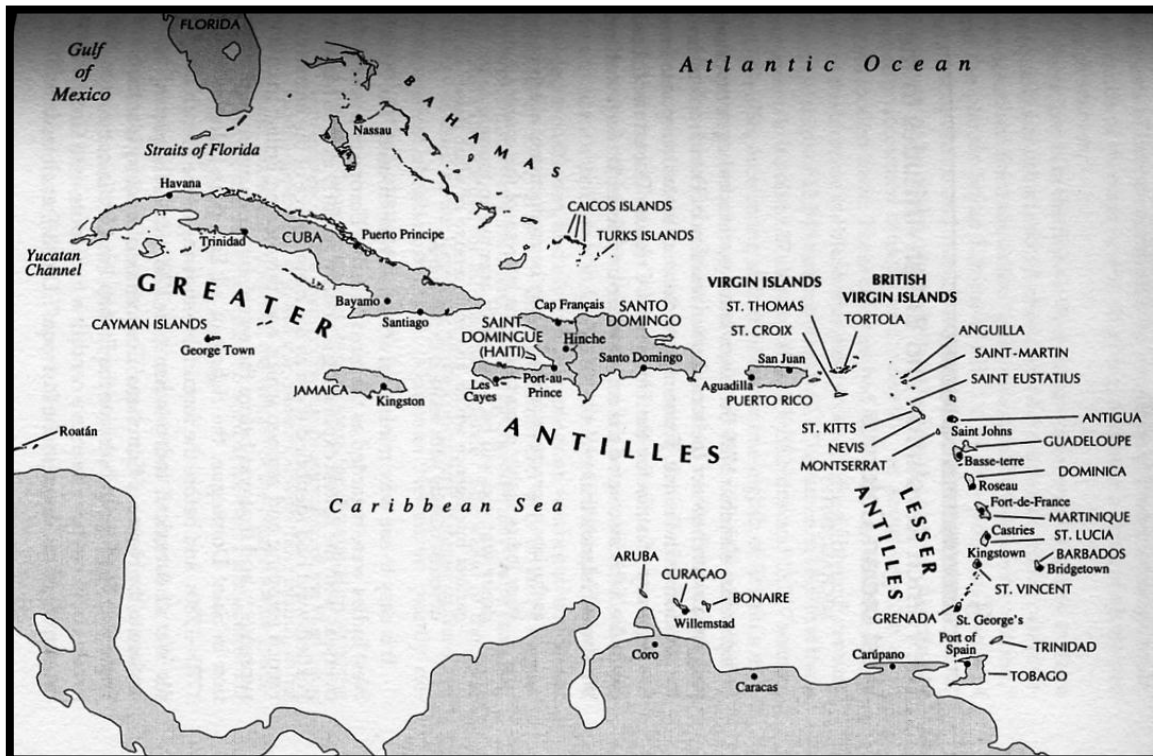 FLORIDA
Gulf
of
Mexico
Atlantic Ocean
BAHAMAS
Nassau
Straits of Florida
Havana
CAICOS ISLANDS
TURKS ISLANDS
Trinidad
CUBA
Puerto Principe
Yucatan
Channel
GREATER
Bayamo
Santiago
CAYMAN ISLANDS
George Town
JAMAICA
Kingston
Cap Français
SAINT
DOMINGUE
(HAITI)
Hinche
SANTO
DOMINGO
Santo Domingo
Les
Cayes
Port-au-
Prince
VIRGIN ISLANDS
ST. THOMAS
ST. CROIX
BRITISH
VIRGIN ISLANDS
TORTOLA
San Juan
Aguadilla
PUERTO RICO
ANGUILLA
SAINT-MARTIN
SAINT EUSTATIUS
ST. KITTS
NEVIS
MONTSERRAT
ANTIGUA
Saint Johns
GUADELOUPE
Basse-terre
DOMINICA
Roseau
Fort-de-France
MARTINIQUE
Castries
ST. LUCIA
Kingstown
BARBADOS
Bridgetown
ST. VINCENT
GRENADA
St. George's
ANTILLES
LESSER
ANTILLES
Roatán
Caribbean Sea
ARUBA
CURAÇAO
BONAIRE
Willemstad
Coro
Caracas
Carúpano
Port of
Spain
TRINIDAD
TOBAGO